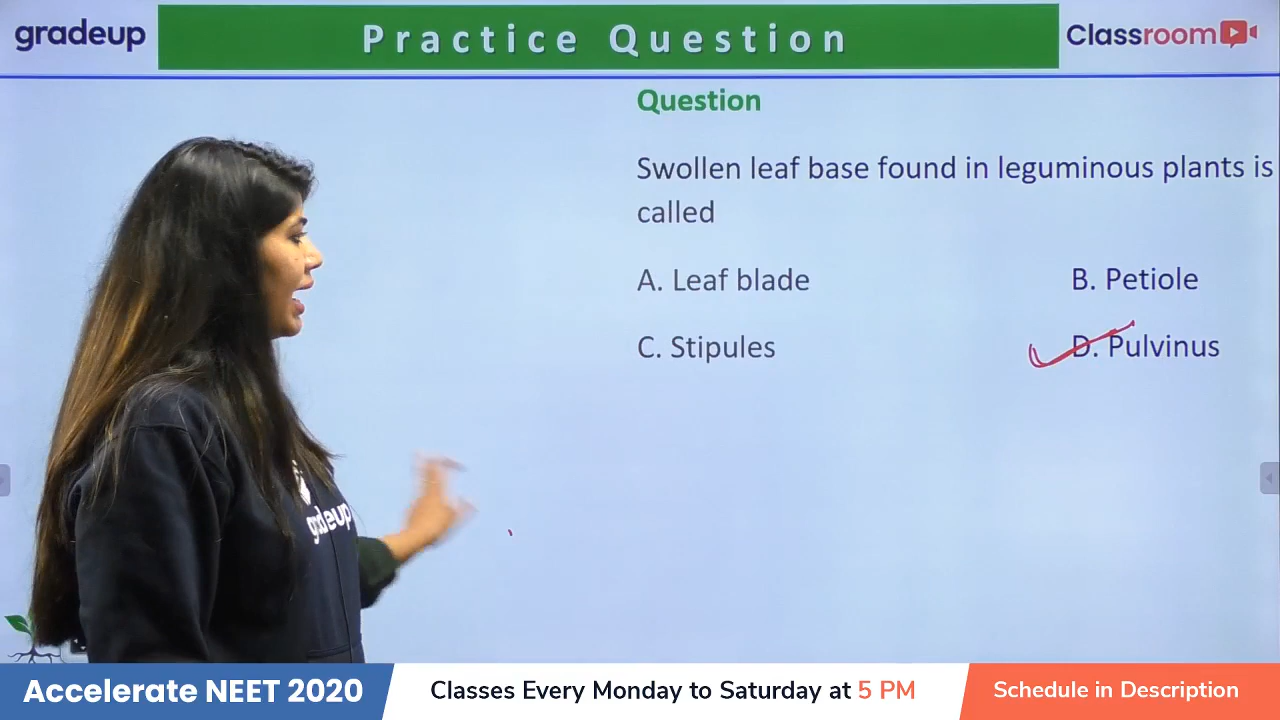 gradeup
Practice Question
Classroom
Question
Swollen leaf base found in leguminous plants is
called
A. Leaf blade
B. Petiole
C. Stipules
D. Pulvinus
gradeup
Accelerate NEET 2020
Classes Every Monday to Saturday at 5 PM
Schedule in Description